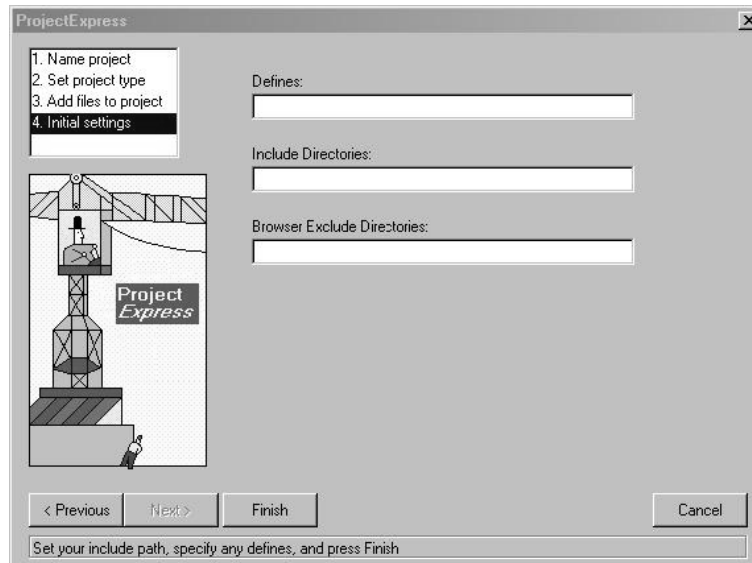 ProjectExpress
1. Name project
2. Set project type
3. Add files to project
4. Initial settings
Defines:
Include Directories:
Browser Exclude Directories:
Project
Express
< Previous
Next >
Finish
Cancel
Set your include path, specify any defines, and press Finish